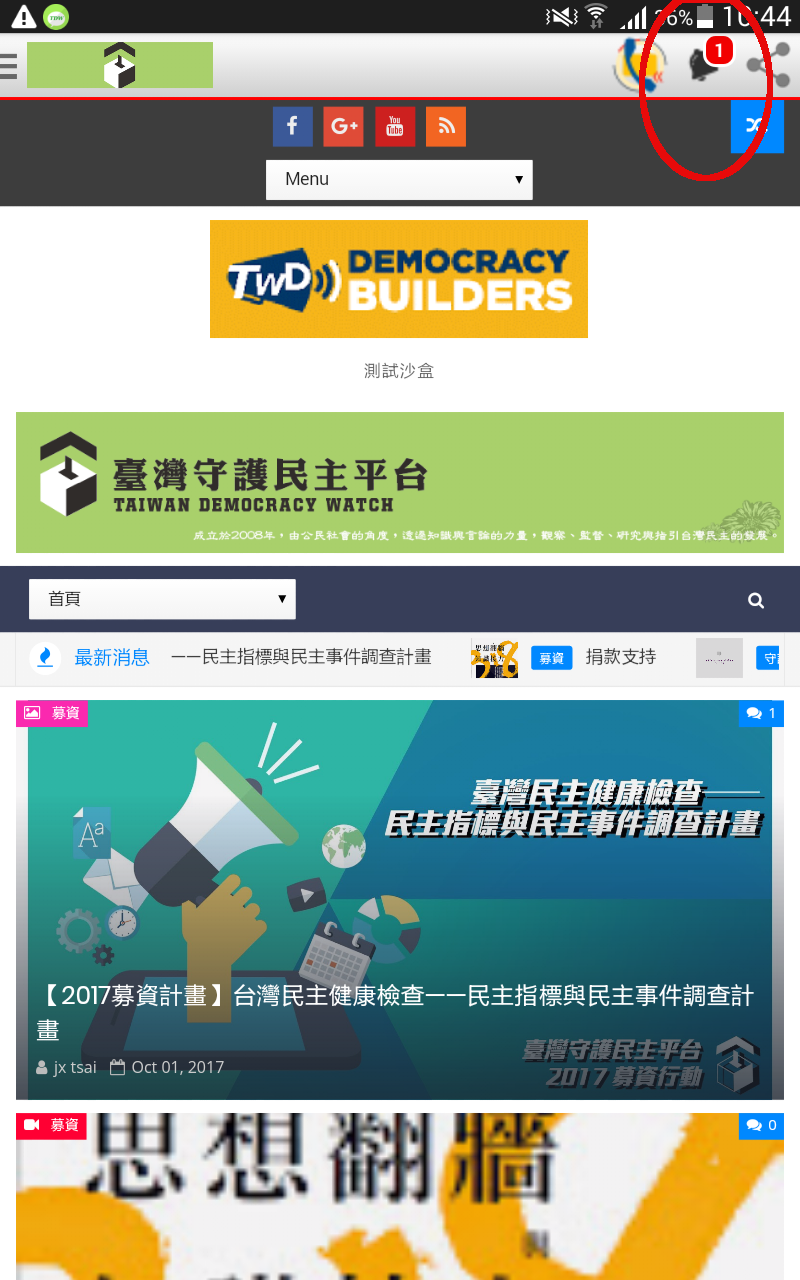 36% 10:44
1
f G+ You Tube
Menu
TWD DEMOCRACY BUILDERS
測試沙盒
臺灣守護民主平台
TAIWAN DEMOCRACY WATCH
成立於2008年，由公民社會的角度，透過知識與言論的力量，觀察、監督、研究與指引台灣民主的發展。
首頁
最新消息 ——民主指標與民主事件調查計畫 募資 捐款支持
募資 1
Aa
臺灣民主健康檢查——
民主指標與民主事件調查計畫
【2017募資計畫】台灣民主健康檢查——民主指標與民主事件調查計
畫
jx tsai Oct 01, 2017
臺灣守護民主平台
2017 募資行動
募資 0
思想翻牆